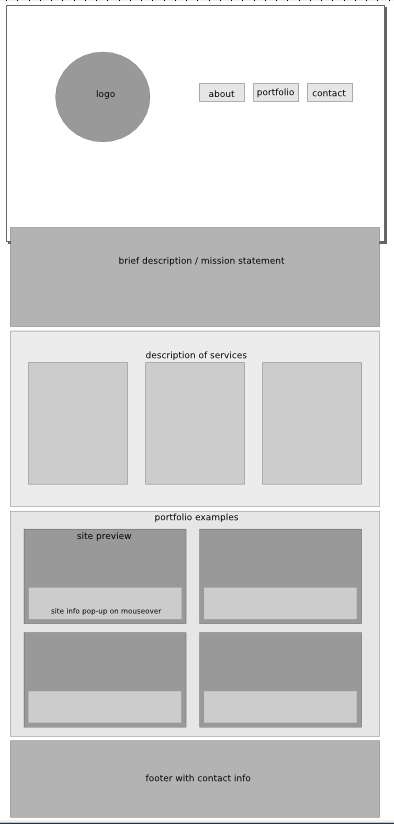 logo
about
portfolio
contact
brief description / mission statement
description of services
portfolio examples
site preview
site info pop-up on mouseover
footer with contact info